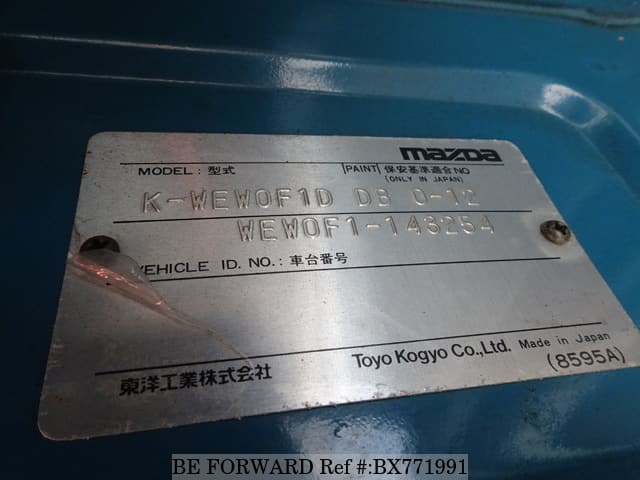 mazda
MODEL: 型式 PAINT 保安基準適合NO
(ONLY IN JAPAN)
K-WEWOF1D DB 0-12
WEWOF1-143254
VEHICLE ID. NO.: 車台番号
Toyo Kogyo Co.,Ltd. Made in Japan
東洋工業株式会社 (8595A)
BE FORWARD Ref #:BX771991